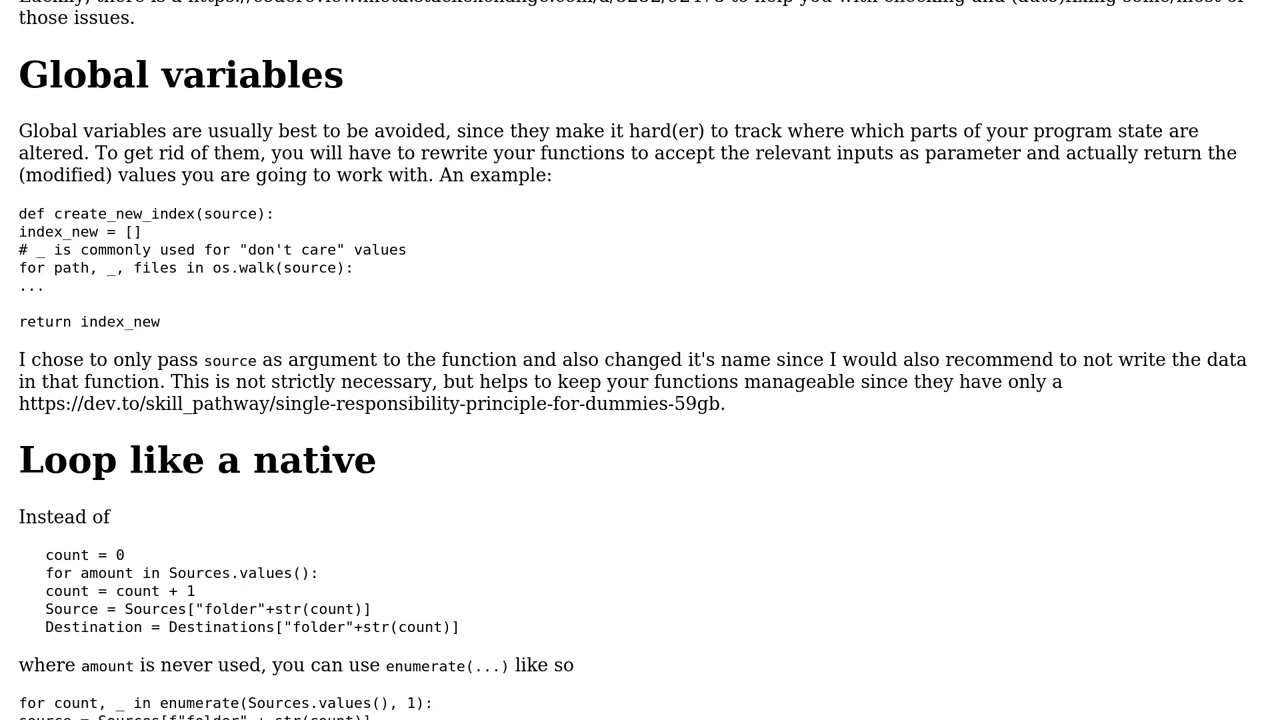 those issues.
Global variables
Global variables are usually best to be avoided, since they make it hard(er) to track where which parts of your program state are
altered. To get rid of them, you will have to rewrite your functions to accept the relevant inputs as parameter and actually return the
(modified) values you are going to work with. An example:
def create_new_index(source):
index_new = []
# _ is commonly used for "don't care" values
for path, _, files in os.walk(source):
...
return index_new
I chose to only pass source as argument to the function and also changed it's name since I would also recommend to not write the data
in that function. This is not strictly necessary, but helps to keep your functions manageable since they have only a
https://dev.to/skill_pathway/single-responsibility-principle-for-dummies-59gb.
Loop like a native
Instead of
count = 0
for amount in Sources.values():
count = count + 1
Source = Sources["folder"+str(count)]
Destination = Destinations["folder"+str(count)]
where amount is never used, you can use enumerate(...) like so
for count, _ in enumerate(Sources.values(), 1):